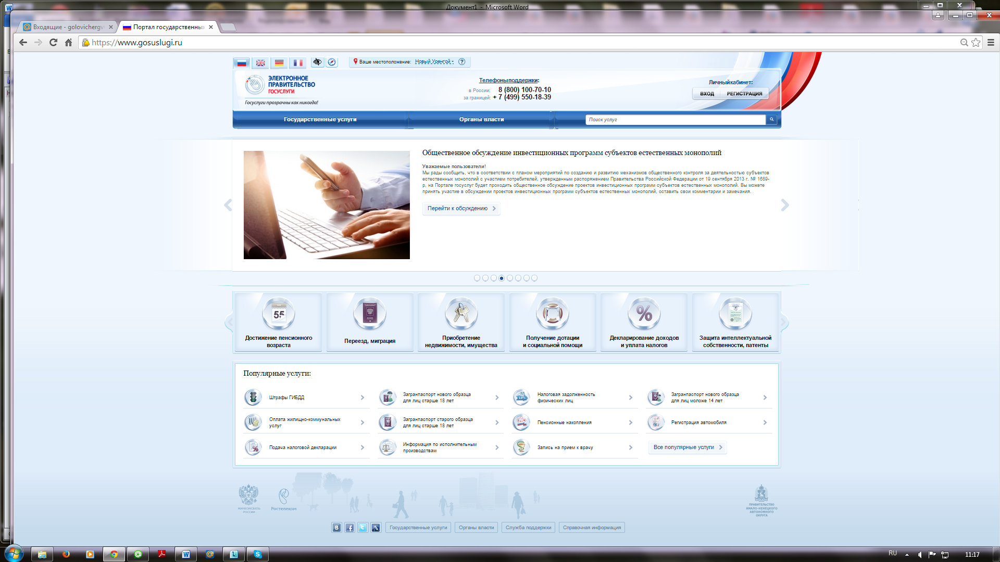 Документ1 - Microsoft Word
Входящие - golovichergv
Портал государственных
https://www.gosuslugi.ru
Ваше местоположение: Новый Уренгой
?
ЭЛЕКТРОННОЕ
ПРАВИТЕЛЬСТВО
ГОСУСЛУГИ
Госуслуги прозрачны как никогда!
Телефоны поддержки:
в России: 8 (800) 100-70-10
за границей: + 7 (499) 550-18-39
Личный кабинет:
ВХОД РЕГИСТРАЦИЯ
Государственные услуги
Органы власти
Поиск услуг
Общественное обсуждение инвестиционных программ субъектов естественных монополий
Уважаемые пользователи!
Мы рады сообщить, что в соответствии с планом мероприятий по созданию и развитию механизмов общественного контроля за деятельностью субъектов
естественных монополий с участием потребителей, утвержденным распоряжением Правительства Российской Федерации от 19 сентября 2013 г. № 1689-
р, на Портале госуслуг будет проходить общественное обсуждение проектов инвестиционных программ субъектов естественных монополий. Вы можете
принять участие в обсуждении проектов инвестиционных программ субъектов естественных монополий, оставить свои комментарии и замечания.
Перейти к обсуждению
55
%
Достижение пенсионного
возраста
Переезд, миграция
Приобретение
недвижимости, имущества
Получение дотации
и социальной помощи
Декларирование доходов
и уплата налогов
Защита интеллектуальной
собственности, патенты
Популярные услуги:
Штрафы ГИБДД
Загранпаспорт нового образца
для лиц старше 18 лет
Налоговая задолженность
физических лиц
Загранпаспорт нового образца
для лиц моложе 14 лет
Оплата жилищно-коммунальных
услуг
Загранпаспорт старого образца
для лиц старше 18 лет
Пенсионные накопления
Регистрация автомобиля
Подача налоговой декларации
Информация по исполнительным
производствам
Запись на прием к врачу
Все популярные услуги
МИНКОМСВЯЗЬ
РОССИИ
Ростелеком
ПРАВИТЕЛЬСТВО
ЯМАЛО-НЕНЕЦКОГО
АВТОНОМНОГО
ОКРУГА
Государственные услуги
Органы власти
Служба поддержки
Справочная информация
RU
11:17